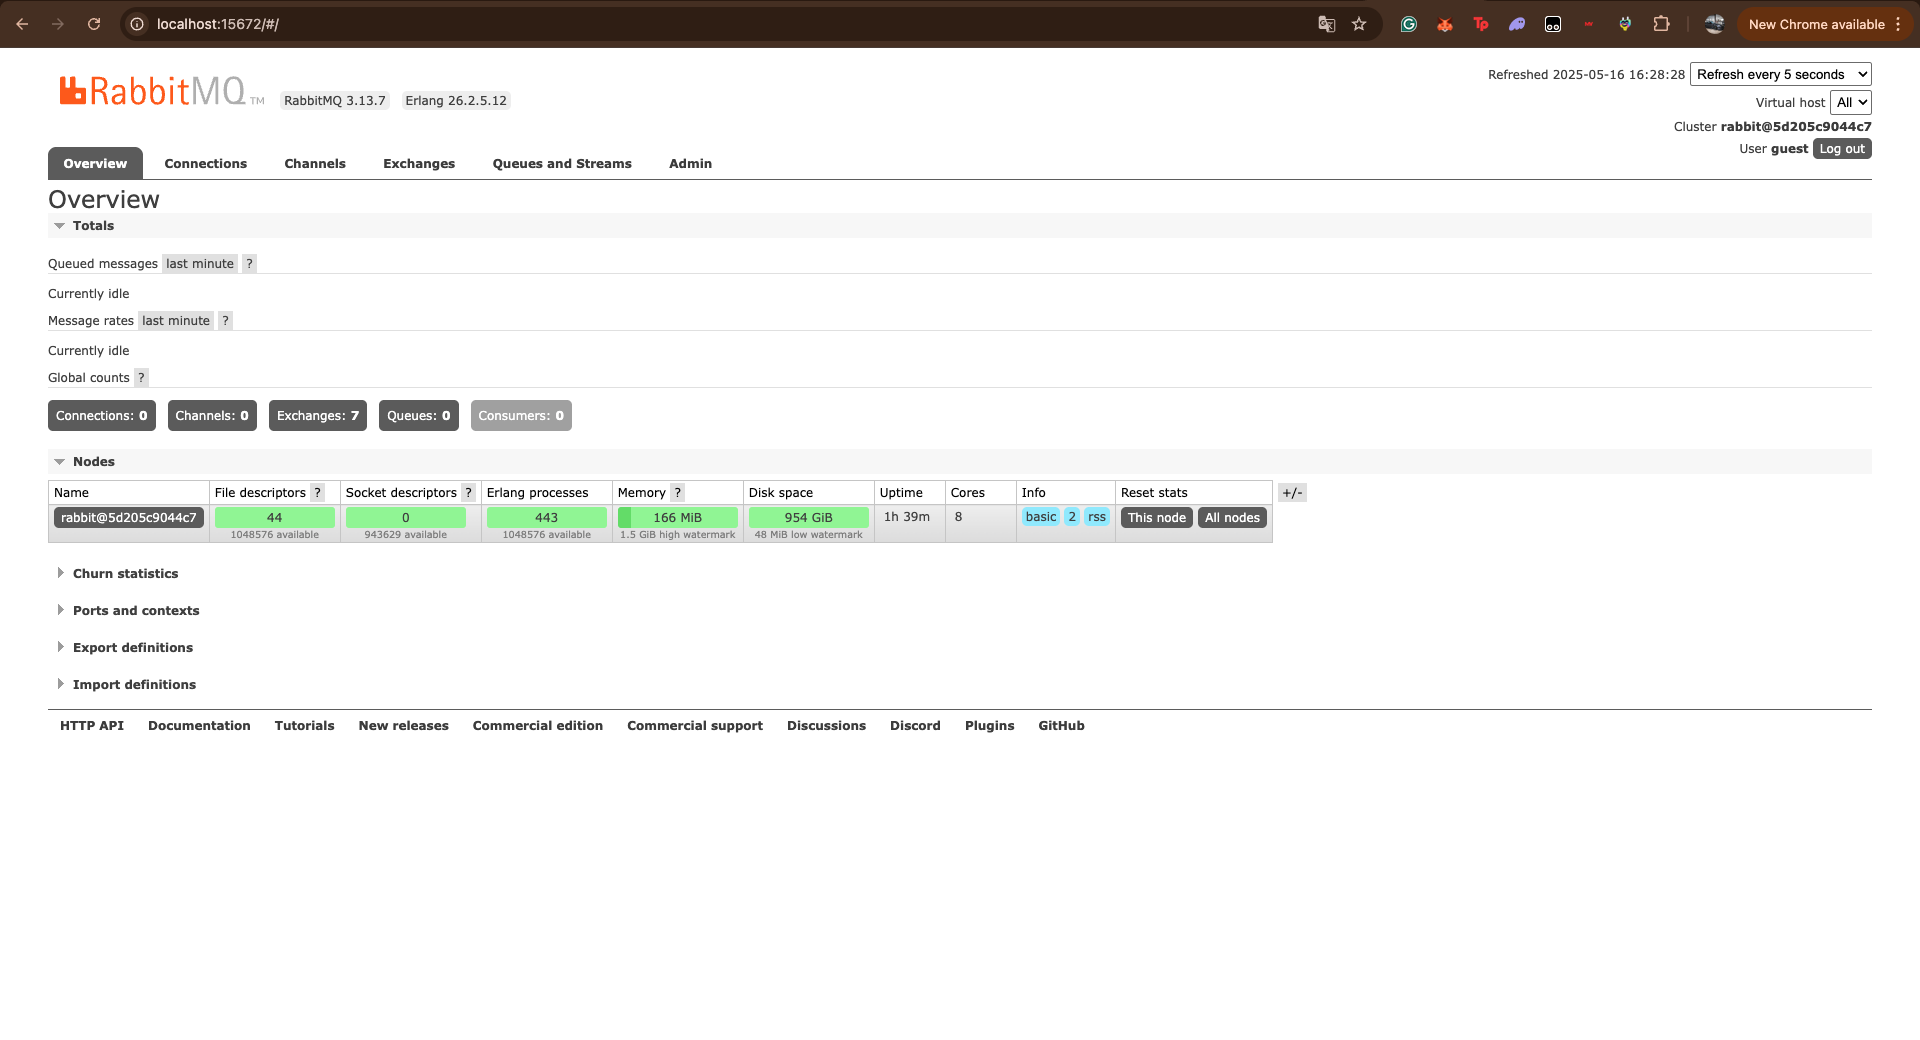 localhost:15672/#/
New Chrome available
RabbitMQ TM
RabbitMQ 3.13.7 Erlang 26.2.5.12
Refreshed 2025-05-16 16:28:28 Refresh every 5 seconds
Virtual host All
Cluster rabbit@5d205c9044c7
User guest Log out
Overview Connections Channels Exchanges Queues and Streams Admin
Overview
Totals
Queued messages last minute ?
Currently idle
Message rates last minute ?
Currently idle
Global counts ?
Connections: 0 Channels: 0 Exchanges: 7 Queues: 0 Consumers: 0
Nodes
Name File descriptors ? Socket descriptors ? Erlang processes Memory ? Disk space Uptime Cores Info Reset stats +/-
rabbit@5d205c9044c7 44 0 443 166 MiB 954 GiB 1h 39m 8 basic 2 rss This node All nodes
1048576 available 943629 available 1048576 available 1.5 GiB high watermark 48 MiB low watermark
Churn statistics
Ports and contexts
Export definitions
Import definitions
HTTP API Documentation Tutorials New releases Commercial edition Commercial support Discussions Discord Plugins GitHub